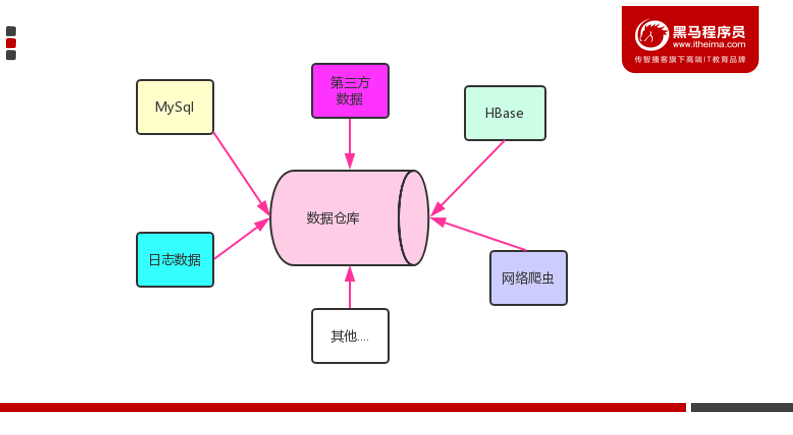 黑马程序员
www.itheima.com
传智播客旗下高端IT教育品牌
第三方
数据
MySql
HBase
数据仓库
日志数据
网络爬虫
其他....